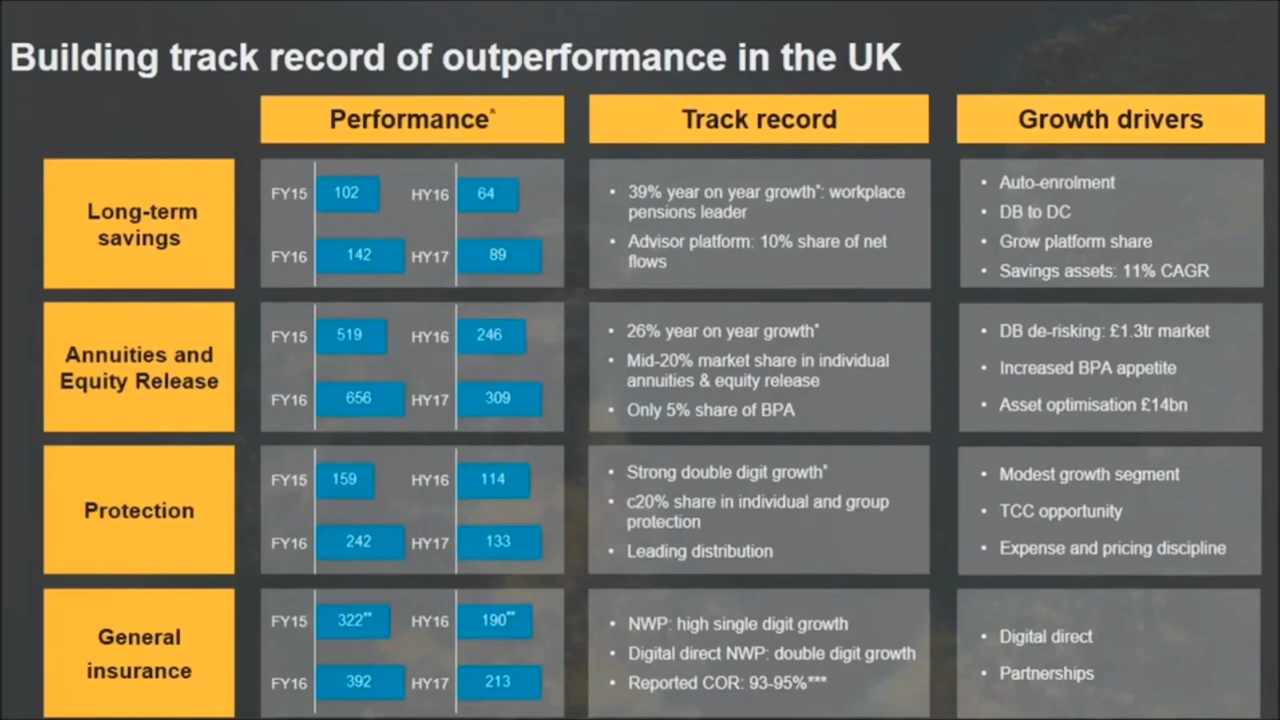 Building track record of outperformance in the UK
Performance*
Track record
Growth drivers
Long-term
savings
FY15 102 HY16 64
FY16 142 HY17 89
• 39% year on year growth*: workplace
pensions leader
• Advisor platform: 10% share of net
flows
• Auto-enrolment
• DB to DC
• Grow platform share
• Savings assets: 11% CAGR
Annuities and
Equity Release
FY15 519 HY16 246
FY16 656 HY17 309
• 26% year on year growth*
• Mid-20% market share in individual
annuities & equity release
• Only 5% share of BPA
• DB de-risking: £1.3tr market
• Increased BPA appetite
• Asset optimisation £14bn
Protection
FY15 159 HY16 114
FY16 242 HY17 133
• Strong double digit growth*
• c20% share in individual and group
protection
• Leading distribution
• Modest growth segment
• TCC opportunity
• Expense and pricing discipline
General
insurance
FY15 322** HY16 190**
FY16 392 HY17 213
• NWP: high single digit growth
• Digital direct NWP: double digit growth
• Reported COR: 93-95%***
• Digital direct
• Partnerships